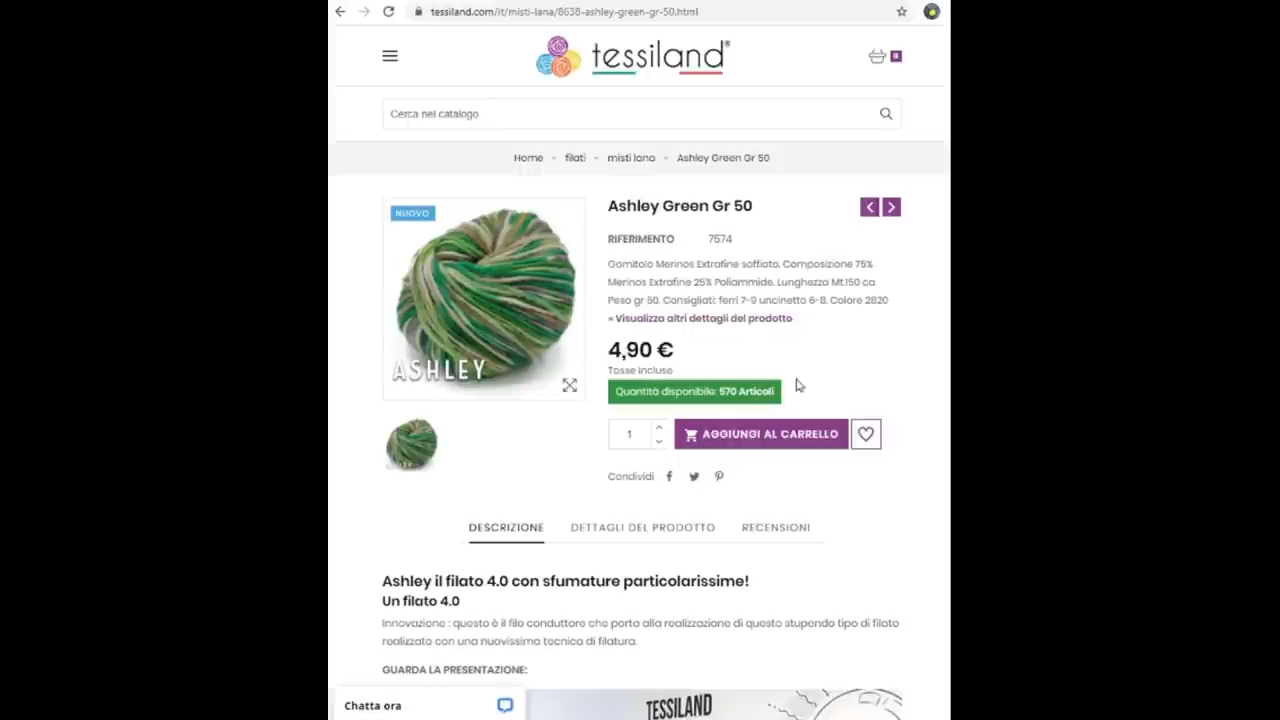 tessiland.com/it/misti-lana/8638-ashley-green-gr-50.html
tessiland®
0
Cerca nel catalogo
Home - filati - misti lana - Ashley Green Gr 50
NUOVO
ASHLEY
Ashley Green Gr 50
RIFERIMENTO 7574
Gomitolo Merinos Extrafine soffiato. Composizione 75%
Merinos Extrafine 25% Poliammide. Lunghezza Mt.150 ca.
Peso gr 50. Consigliati: ferri 7-9 uncinetto 6-8. Colore 2820
» Visualizza altri dettagli del prodotto
4,90 €
Tasse incluse
Quantità disponibile: 570 Articoli
1
AGGIUNGI AL CARRELLO
Condividi
DESCRIZIONE DETTAGLI DEL PRODOTTO RECENSIONI
Ashley il filato 4.0 con sfumature particolarissime!
Un filato 4.0
Innovazione : questo è il filo conduttore che porta alla realizzazione di questo stupendo tipo di filato
realizzato con una nuovissima tecnica di filatura.
GUARDA LA PRESENTAZIONE:
TESSILAND
Chatta ora